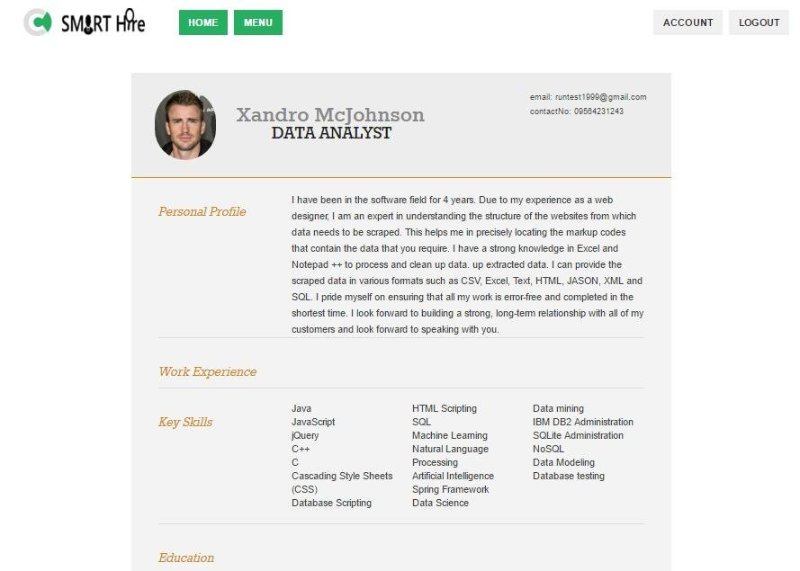 SMART Hire
HOME
MENU
ACCOUNT
LOGOUT
Xandro McJohnson
DATA ANALYST
email: runtest1999@gmail.com
contactNo: 09564231243
Personal Profile
I have been in the software field for 4 years. Due to my experience as a web
designer, I am an expert in understanding the structure of the websites from which
data needs to be scraped. This helps me in precisely locating the markup codes
that contain the data that you require. I have a strong knowledge in Excel and
Notepad ++ to process and clean up data. up extracted data. I can provide the
scraped data in various formats such as CSV, Excel, Text, HTML, JASON, XML and
SQL. I pride myself on ensuring that all my work is error-free and completed in the
shortest time. I look forward to building a strong, long-term relationship with all of my
customers and look forward to speaking with you.
Work Experience
Key Skills
Java
JavaScript
jQuery
C++
C
Cascading Style Sheets
(CSS)
Database Scripting
HTML Scripting
SQL
Machine Learning
Natural Language
Processing
Artificial Intelligence
Spring Framework
Data Science
Data mining
IBM DB2 Administration
SQLite Administration
NoSQL
Data Modeling
Database testing
Education